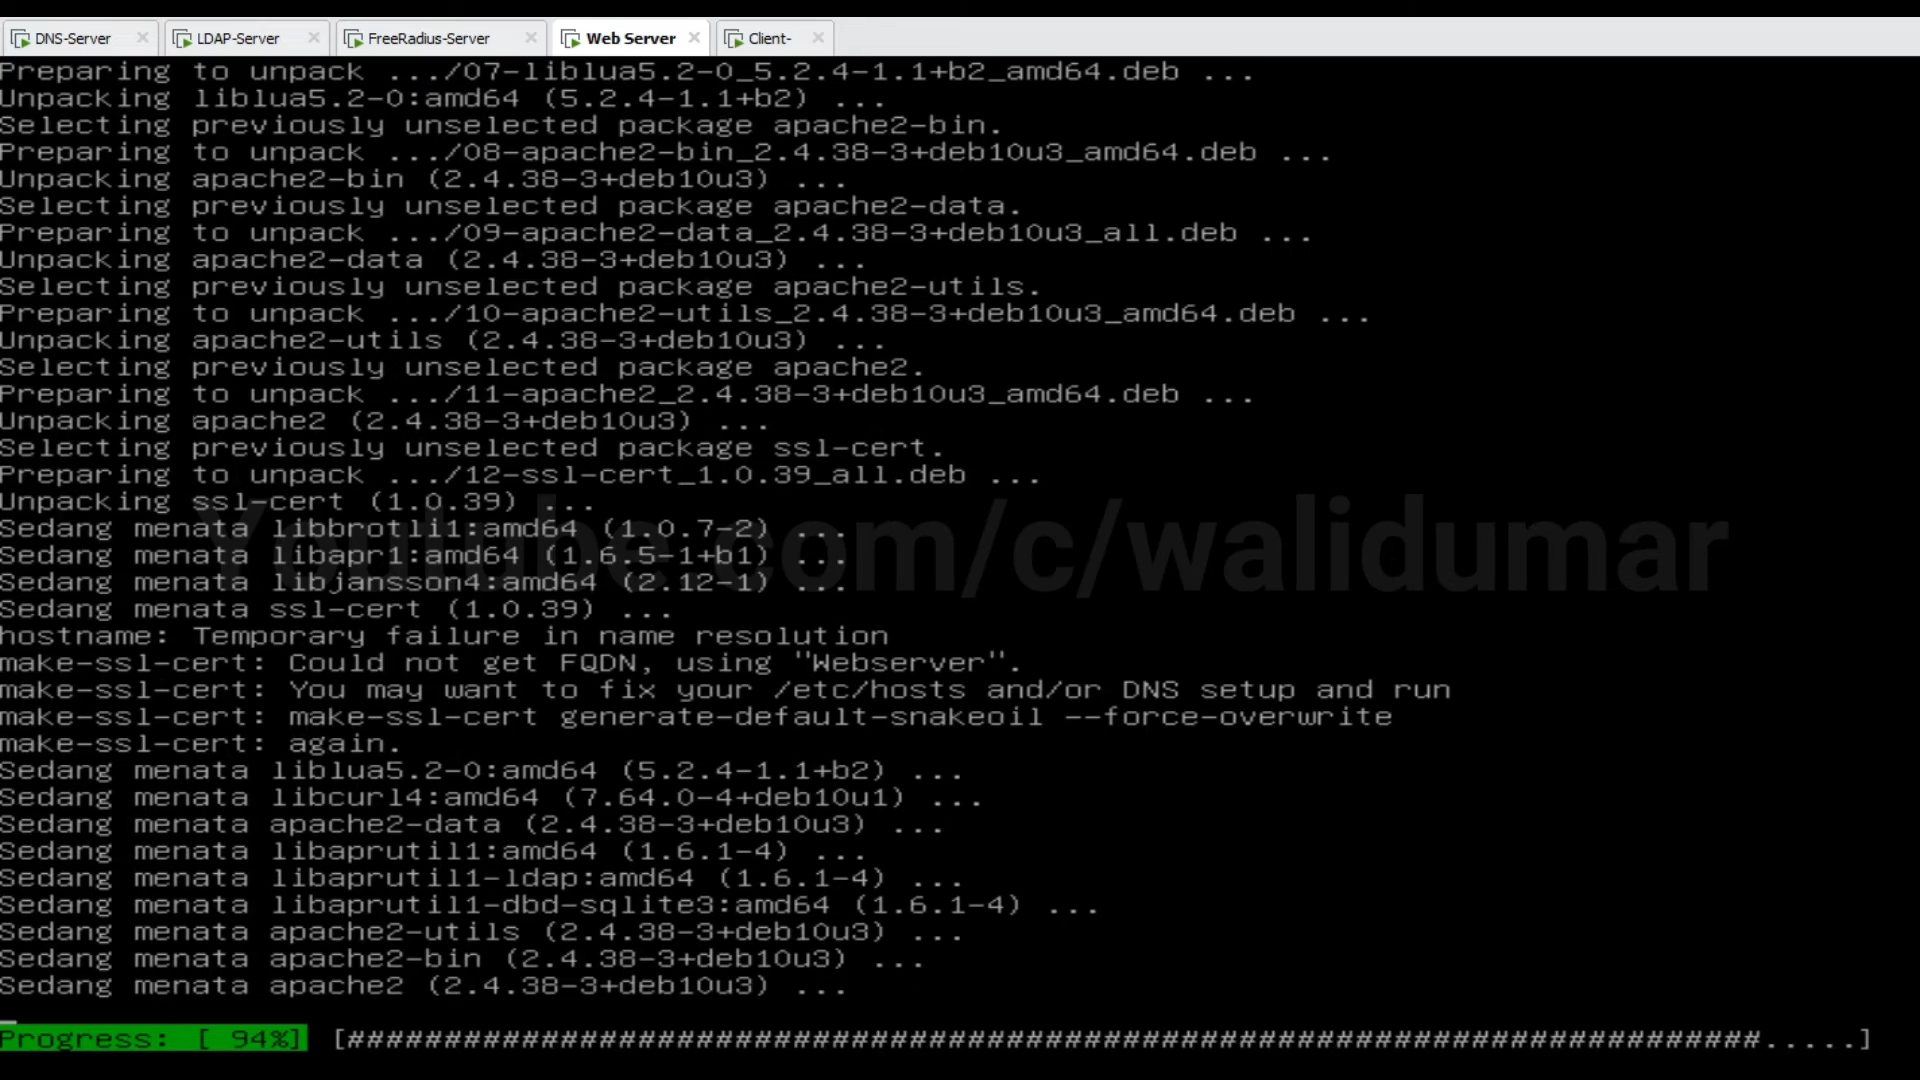 DNS-Server LDAP-Server FreeRadius-Server Web Server Client-
Preparing to unpack .../07-liblua5.2-0_5.2.4-1.1+b2_amd64.deb ...
Unpacking liblua5.2-0:amd64 (5.2.4-1.1+b2) ...
Selecting previously unselected package apache2-bin.
Preparing to unpack .../08-apache2-bin_2.4.38-3+deb10u3_amd64.deb ...
Unpacking apache2-bin (2.4.38-3+deb10u3) ...
Selecting previously unselected package apache2-data.
Preparing to unpack .../09-apache2-data_2.4.38-3+deb10u3_all.deb ...
Unpacking apache2-data (2.4.38-3+deb10u3) ...
Selecting previously unselected package apache2-utils.
Preparing to unpack .../10-apache2-utils_2.4.38-3+deb10u3_amd64.deb ...
Unpacking apache2-utils (2.4.38-3+deb10u3) ...
Selecting previously unselected package apache2.
Preparing to unpack .../11-apache2_2.4.38-3+deb10u3_amd64.deb ...
Unpacking apache2 (2.4.38-3+deb10u3) ...
Selecting previously unselected package ssl-cert.
Preparing to unpack .../12-ssl-cert_1.0.39_all.deb ...
Unpacking ssl-cert (1.0.39) ...
Sedang menata libbrotli1:amd64 (1.0.7-2) ...
Youtube.com/c/walidumar
Sedang menata libapr1:amd64 (1.6.5-1+b1) ...
Sedang menata libjansson4:amd64 (2.12-1) ...
Sedang menata ssl-cert (1.0.39) ...
hostname: Temporary failure in name resolution
make-ssl-cert: Could not get FQDN, using "Webserver".
make-ssl-cert: You may want to fix your /etc/hosts and/or DNS setup and run
make-ssl-cert: make-ssl-cert generate-default-snakeoil --force-overwrite
make-ssl-cert: again.
Sedang menata liblua5.2-0:amd64 (5.2.4-1.1+b2) ...
Sedang menata libcurl4:amd64 (7.64.0-4+deb10u1) ...
Sedang menata apache2-data (2.4.38-3+deb10u3) ...
Sedang menata libaprutil1:amd64 (1.6.1-4) ...
Sedang menata libaprutil1-ldap:amd64 (1.6.1-4) ...
Sedang menata libaprutil1-dbd-sqlite3:amd64 (1.6.1-4) ...
Sedang menata apache2-utils (2.4.38-3+deb10u3) ...
Sedang menata apache2-bin (2.4.38-3+deb10u3) ...
Sedang menata apache2 (2.4.38-3+deb10u3) ...
Progress: [ 94%] [#########################################################################.....]